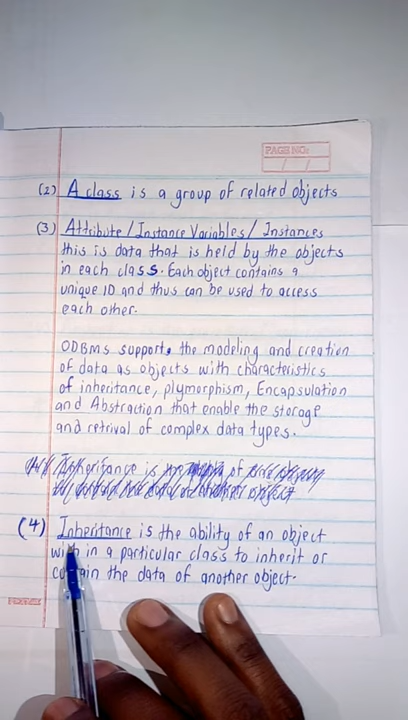 PAGE NO:
(2) A class is a group of related objects
(3) Attribute / Instance Variables / Instances
this is data that is held by the objects
in each class. Each object contains a
unique ID and thus can be used to access
each other.
ODBMS support, the modeling and creation
of data as objects with characteristics
of inheritance, plymorphism, Encapsulation
and Abstraction that enable the storage
and retrival of complex data types.
Inheritance is of
(4) Inheritance is the ability of an object
with in a particular class to inherit or
the data of another object.